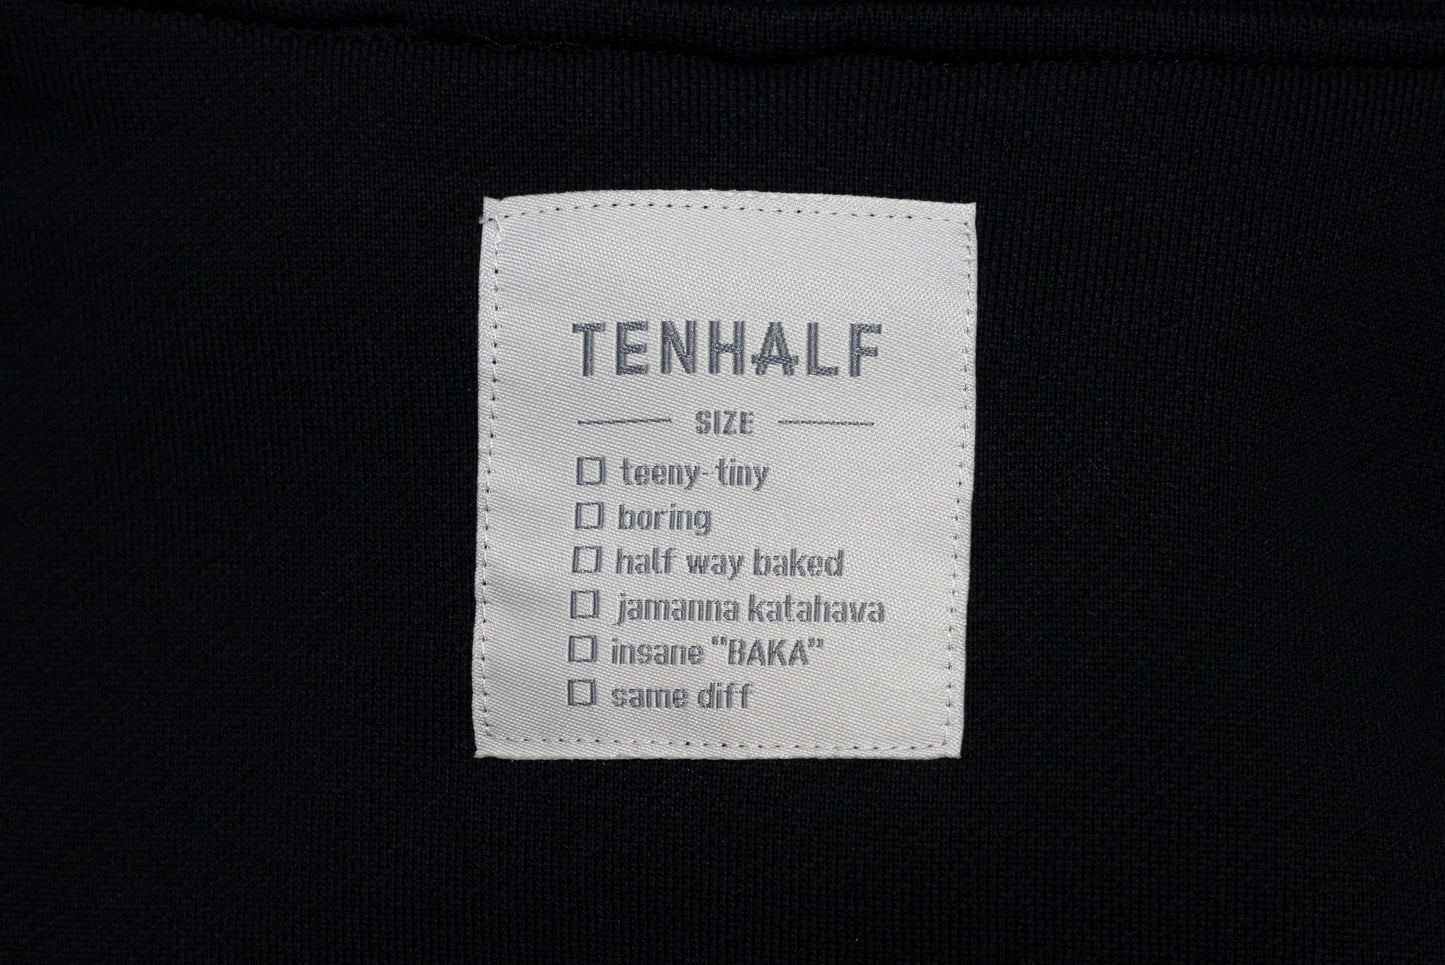 TENHALF
SIZE
teeny-tiny
boring
half way baked
jamanna katahava
insane “BAKA”
same diff